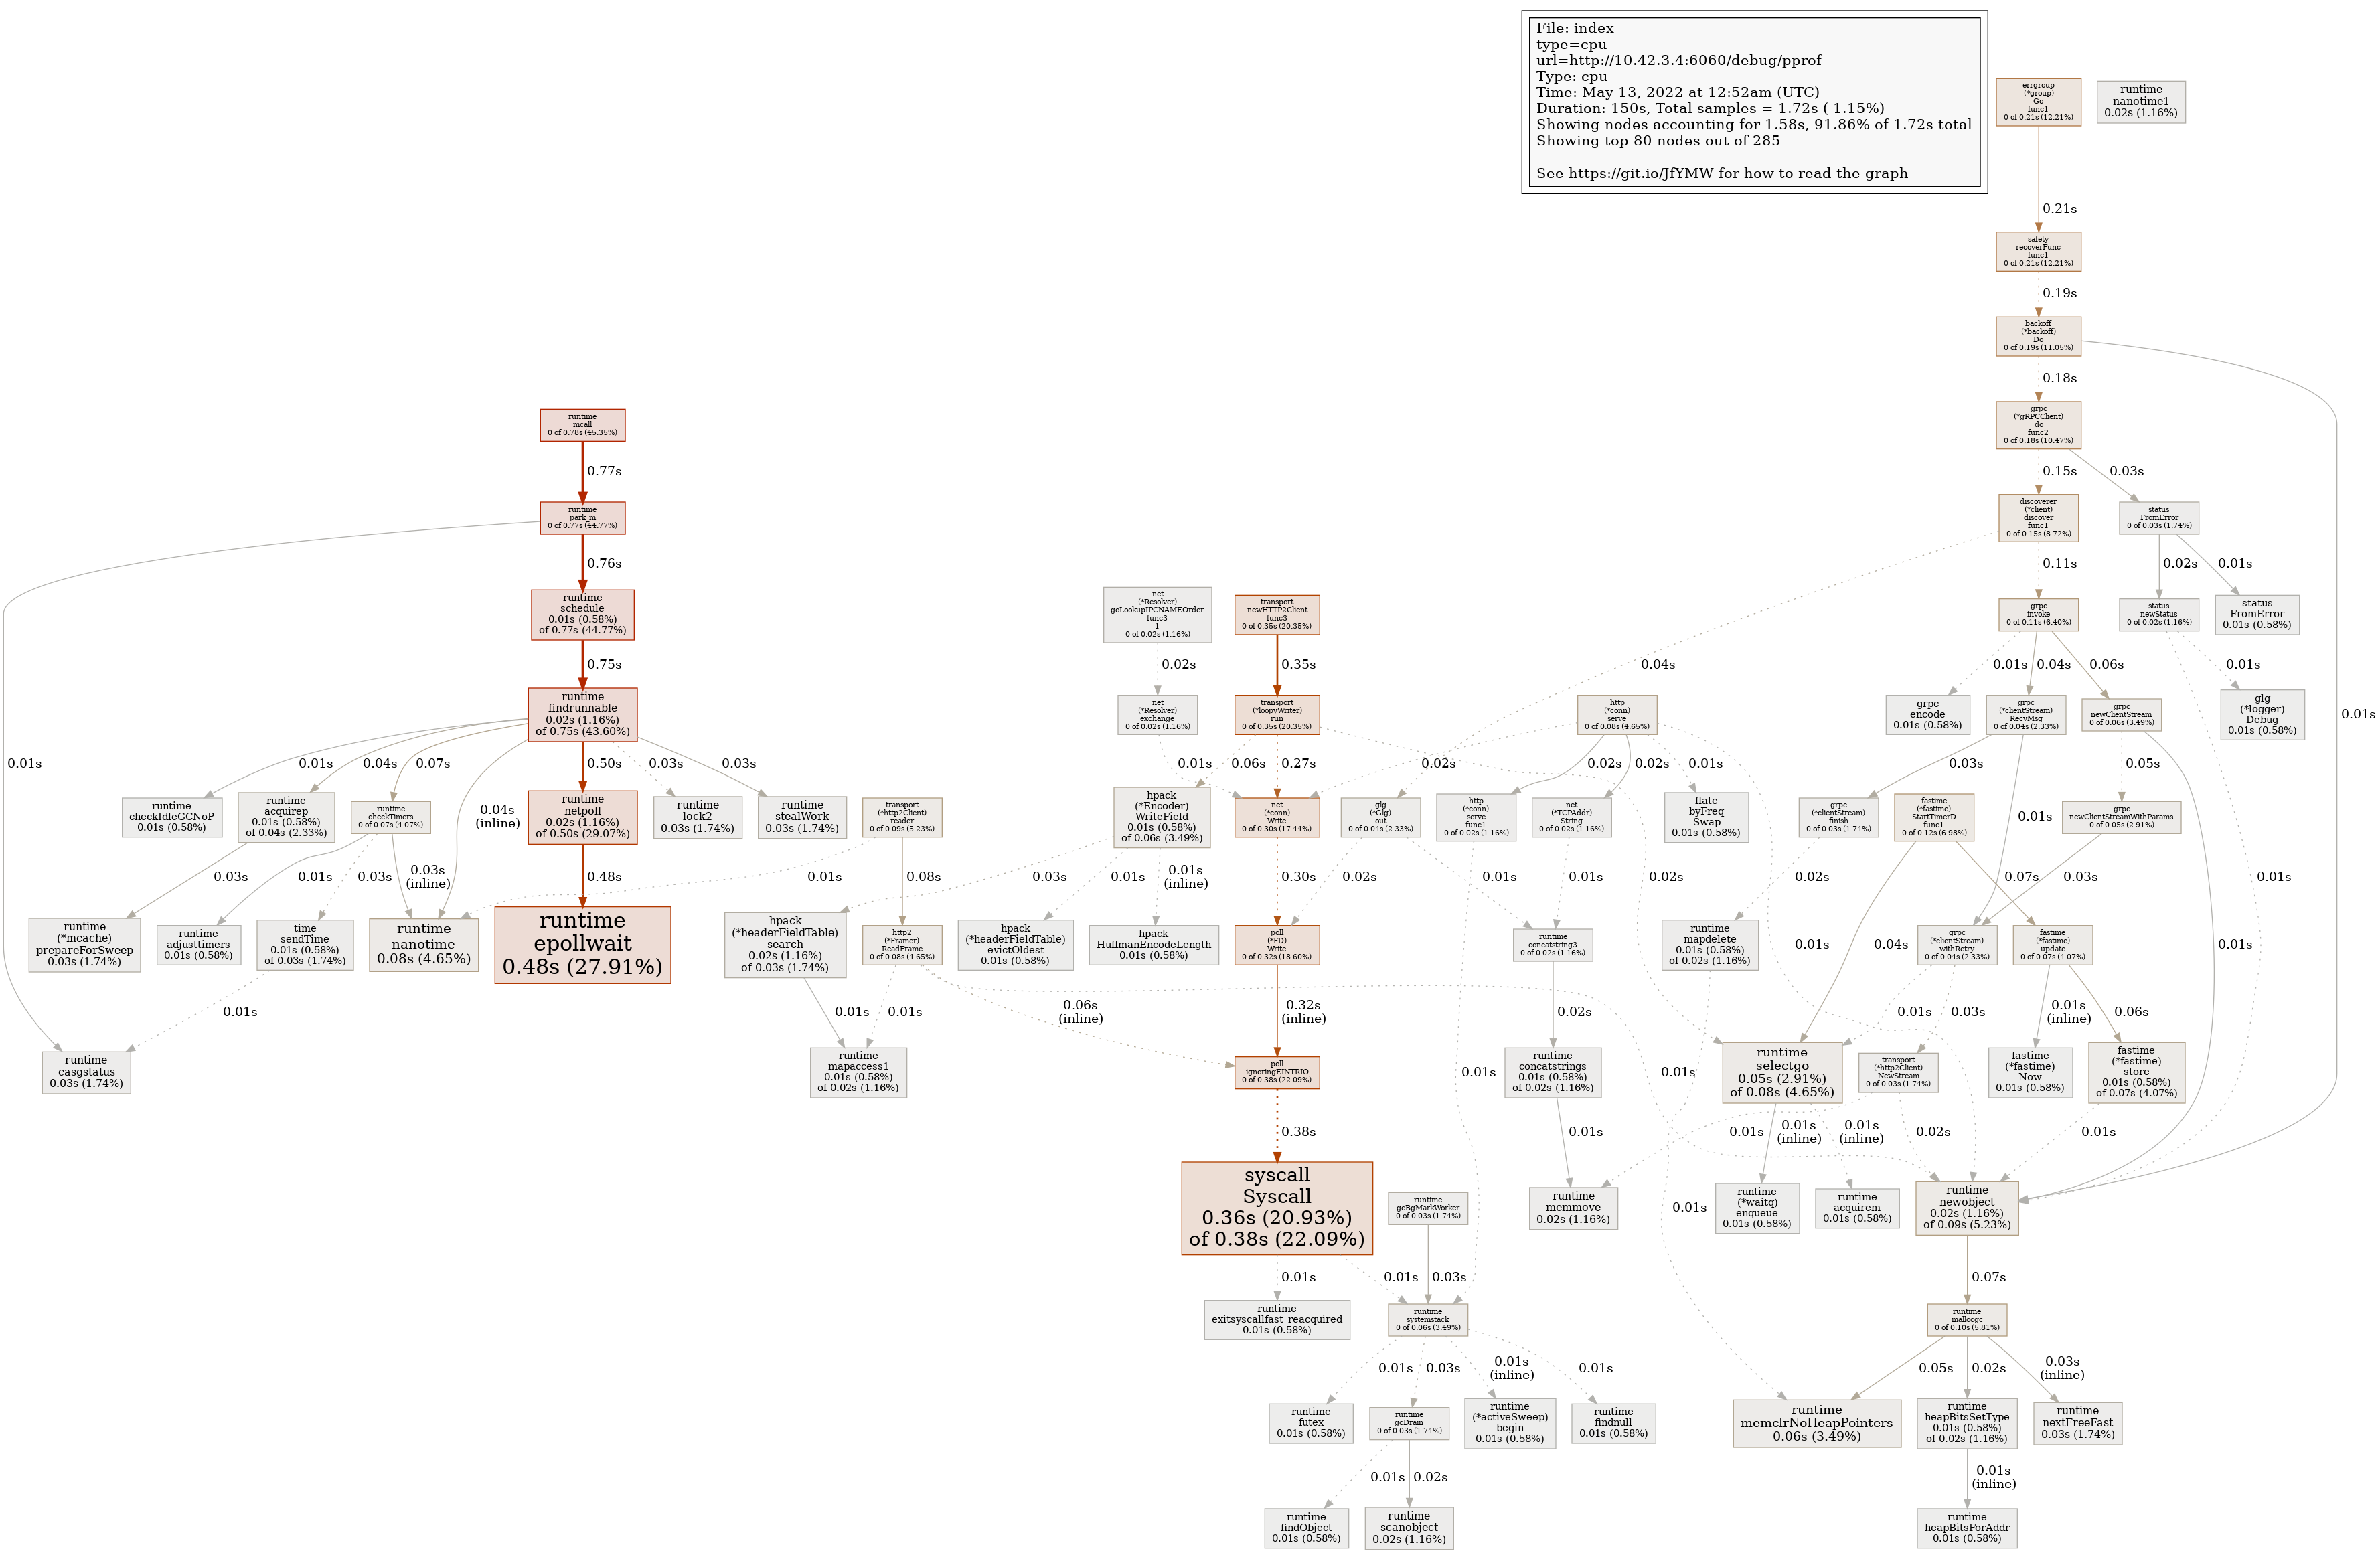 File: index
type=cpu
url=http://10.42.3.4:6060/debug/pprof
Type: cpu
Time: May 13, 2022 at 12:52am (UTC)
Duration: 150s, Total samples = 1.72s ( 1.15%)
Showing nodes accounting for 1.58s, 91.86% of 1.72s total
Showing top 80 nodes out of 285
See https://git.io/JfYMW for how to read the graph
errgroup
(*group)
Go
func1
0 of 0.21s (12.21%)
runtime
nanotime1
0.02s (1.16%)
0.21s
safety
recoverFunc
func1
0 of 0.21s (12.21%)
0.19s
backoff
(*backoff)
Do
0 of 0.19s (11.05%)
0.18s
runtime
mcall
0 of 0.78s (45.35%)
grpc
(*gRPCClient)
do
func2
0 of 0.18s (10.47%)
0.77s
0.15s
0.03s
runtime
park_m
0 of 0.77s (44.77%)
discoverer
(*client)
discover
func1
0 of 0.15s (8.72%)
status
FromError
0 of 0.03s (1.74%)
0.76s
0.11s
0.02s
0.01s
runtime
schedule
0.01s (0.58%)
of 0.77s (44.77%)
net
(*Resolver)
goLookupIPCNAMEOrder
func3
1
0 of 0.02s (1.16%)
transport
newHTTP2Client
func3
0 of 0.35s (20.35%)
grpc
invoke
0 of 0.11s (6.40%)
status
newStatus
0 of 0.02s (1.16%)
status
FromError
0.01s (0.58%)
0.75s
0.02s
0.35s
0.04s
0.01s
0.04s
0.06s
0.01s
runtime
findrunnable
0.02s (1.16%)
of 0.75s (43.60%)
net
(*Resolver)
exchange
0 of 0.02s (1.16%)
transport
(*loopyWriter)
run
0 of 0.35s (20.35%)
http
(*conn)
serve
0 of 0.08s (4.65%)
grpc
encode
0.01s (0.58%)
grpc
(*clientStream)
RecvMsg
0 of 0.04s (2.33%)
grpc
newClientStream
0 of 0.06s (3.49%)
glg
(*logger)
Debug
0.01s (0.58%)
0.01s
0.01s
0.01s
0.04s
0.07s
0.04s
(inline)
0.50s
0.03s
0.03s
0.01s
0.06s
0.27s
0.02s
0.02s
0.02s
0.01s
0.03s
0.01s
0.05s
runtime
checkIdleGCNoP
0.01s (0.58%)
runtime
acquirep
0.01s (0.58%)
of 0.04s (2.33%)
runtime
checkTimers
0 of 0.07s (4.07%)
runtime
netpoll
0.02s (1.16%)
of 0.50s (29.07%)
runtime
lock2
0.03s (1.74%)
runtime
stealWork
0.03s (1.74%)
transport
(*http2Client)
reader
0 of 0.09s (5.23%)
hpack
(*Encoder)
WriteField
0.01s (0.58%)
of 0.06s (3.49%)
net
(*conn)
Write
0 of 0.30s (17.44%)
glg
(*Glg)
out
0 of 0.04s (2.33%)
http
(*conn)
serve
func1
0 of 0.02s (1.16%)
net
(*TCPAddr)
String
0 of 0.02s (1.16%)
flate
byFreq
Swap
0.01s (0.58%)
grpc
(*clientStream)
finish
0 of 0.03s (1.74%)
fastime
(*fastime)
StartTimerD
func1
0 of 0.12s (6.98%)
grpc
newClientStreamWithParams
0 of 0.05s (2.91%)
0.03s
0.01s
0.03s
0.03s
(inline)
0.48s
0.01s
0.08s
0.03s
0.01s
0.01s
(inline)
0.30s
0.02s
0.01s
0.01s
0.02s
0.02s
0.07s
0.03s
0.01s
runtime
(*mcache)
prepareForSweep
0.03s (1.74%)
runtime
adjusttimers
0.01s (0.58%)
time
sendTime
0.01s (0.58%)
of 0.03s (1.74%)
runtime
nanotime
0.08s (4.65%)
runtime
epollwait
0.48s (27.91%)
hpack
(*headerFieldTable)
search
0.02s (1.16%)
of 0.03s (1.74%)
http2
(*Framer)
ReadFrame
0 of 0.08s (4.65%)
hpack
(*headerFieldTable)
evictOldest
0.01s (0.58%)
hpack
HuffmanEncodeLength
0.01s (0.58%)
poll
(*FD)
Write
0 of 0.32s (18.60%)
runtime
concatstring3
0 of 0.02s (1.16%)
runtime
mapdelete
0.01s (0.58%)
of 0.02s (1.16%)
grpc
(*clientStream)
withRetry
0 of 0.04s (2.33%)
fastime
(*fastime)
update
0 of 0.07s (4.07%)
0.01s
0.01s
0.01s
0.06s
(inline)
0.32s
(inline)
0.02s
0.01s
0.04s
0.01s
0.03s
0.01s
(inline)
0.06s
runtime
casgstatus
0.03s (1.74%)
runtime
mapaccess1
0.01s (0.58%)
of 0.02s (1.16%)
poll
ignoringEINTRIO
0 of 0.38s (22.09%)
0.01s
runtime
concatstrings
0.01s (0.58%)
of 0.02s (1.16%)
0.01s
runtime
selectgo
0.05s (2.91%)
of 0.08s (4.65%)
transport
(*http2Client)
NewStream
0 of 0.03s (1.74%)
fastime
(*fastime)
Now
0.01s (0.58%)
fastime
(*fastime)
store
0.01s (0.58%)
of 0.07s (4.07%)
0.38s
0.01s
0.01s
0.01s
(inline)
0.01s
(inline)
0.02s
0.01s
syscall
Syscall
0.36s (20.93%)
of 0.38s (22.09%)
runtime
gcBgMarkWorker
0 of 0.03s (1.74%)
runtime
memmove
0.02s (1.16%)
0.01s
runtime
(*waitq)
enqueue
0.01s (0.58%)
runtime
acquirem
0.01s (0.58%)
runtime
newobject
0.02s (1.16%)
of 0.09s (5.23%)
0.01s
0.01s
0.03s
0.07s
runtime
exitsyscallfast_reacquired
0.01s (0.58%)
runtime
systemstack
0 of 0.06s (3.49%)
runtime
mallocgc
0 of 0.10s (5.81%)
0.01s
0.03s
0.01s
(inline)
0.01s
0.05s
0.02s
0.03s
(inline)
runtime
futex
0.01s (0.58%)
runtime
gcDrain
0 of 0.03s (1.74%)
runtime
(*activeSweep)
begin
0.01s (0.58%)
runtime
findnull
0.01s (0.58%)
runtime
memclrNoHeapPointers
0.06s (3.49%)
runtime
heapBitsSetType
0.01s (0.58%)
of 0.02s (1.16%)
runtime
nextFreeFast
0.03s (1.74%)
0.01s
0.02s
0.01s
(inline)
runtime
findObject
0.01s (0.58%)
runtime
scanobject
0.02s (1.16%)
runtime
heapBitsForAddr
0.01s (0.58%)